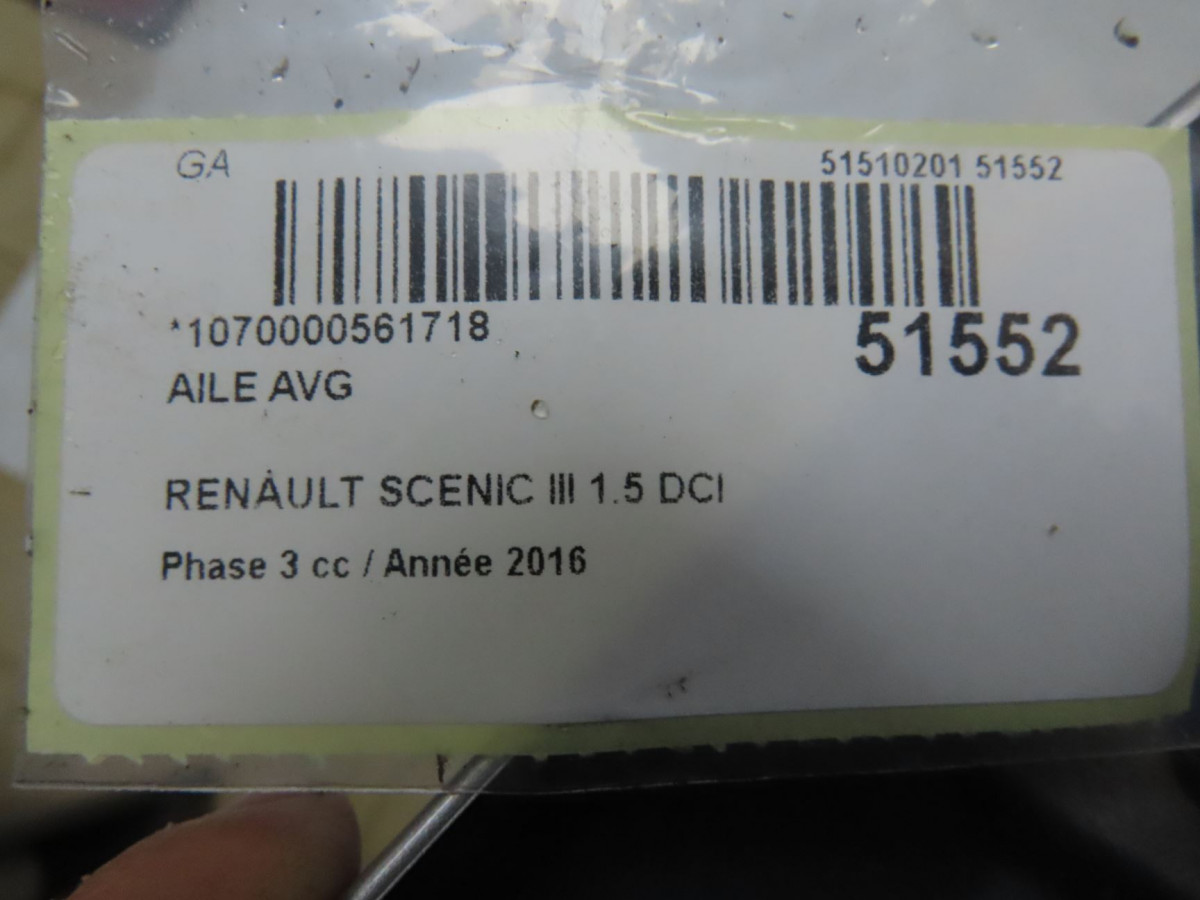 GA
51510201 51552
*1070000561718
51552
AILE AVG
RENAULT SCENIC III 1.5 DCI
Phase 3 cc / Année 2016